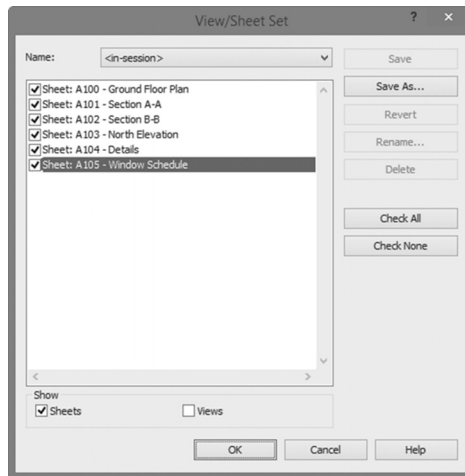 View/Sheet Set
? ×
Name: <in-session> Save
Save As...
Revert
Rename...
Delete
Check All
Check None
Sheet: A100 - Ground Floor Plan
Sheet: A101 - Section A-A
Sheet: A102 - Section B-B
Sheet: A103 - North Elevation
Sheet: A104 - Details
Sheet: A105 - Window Schedule
Show
Sheets Views
OK Cancel Help